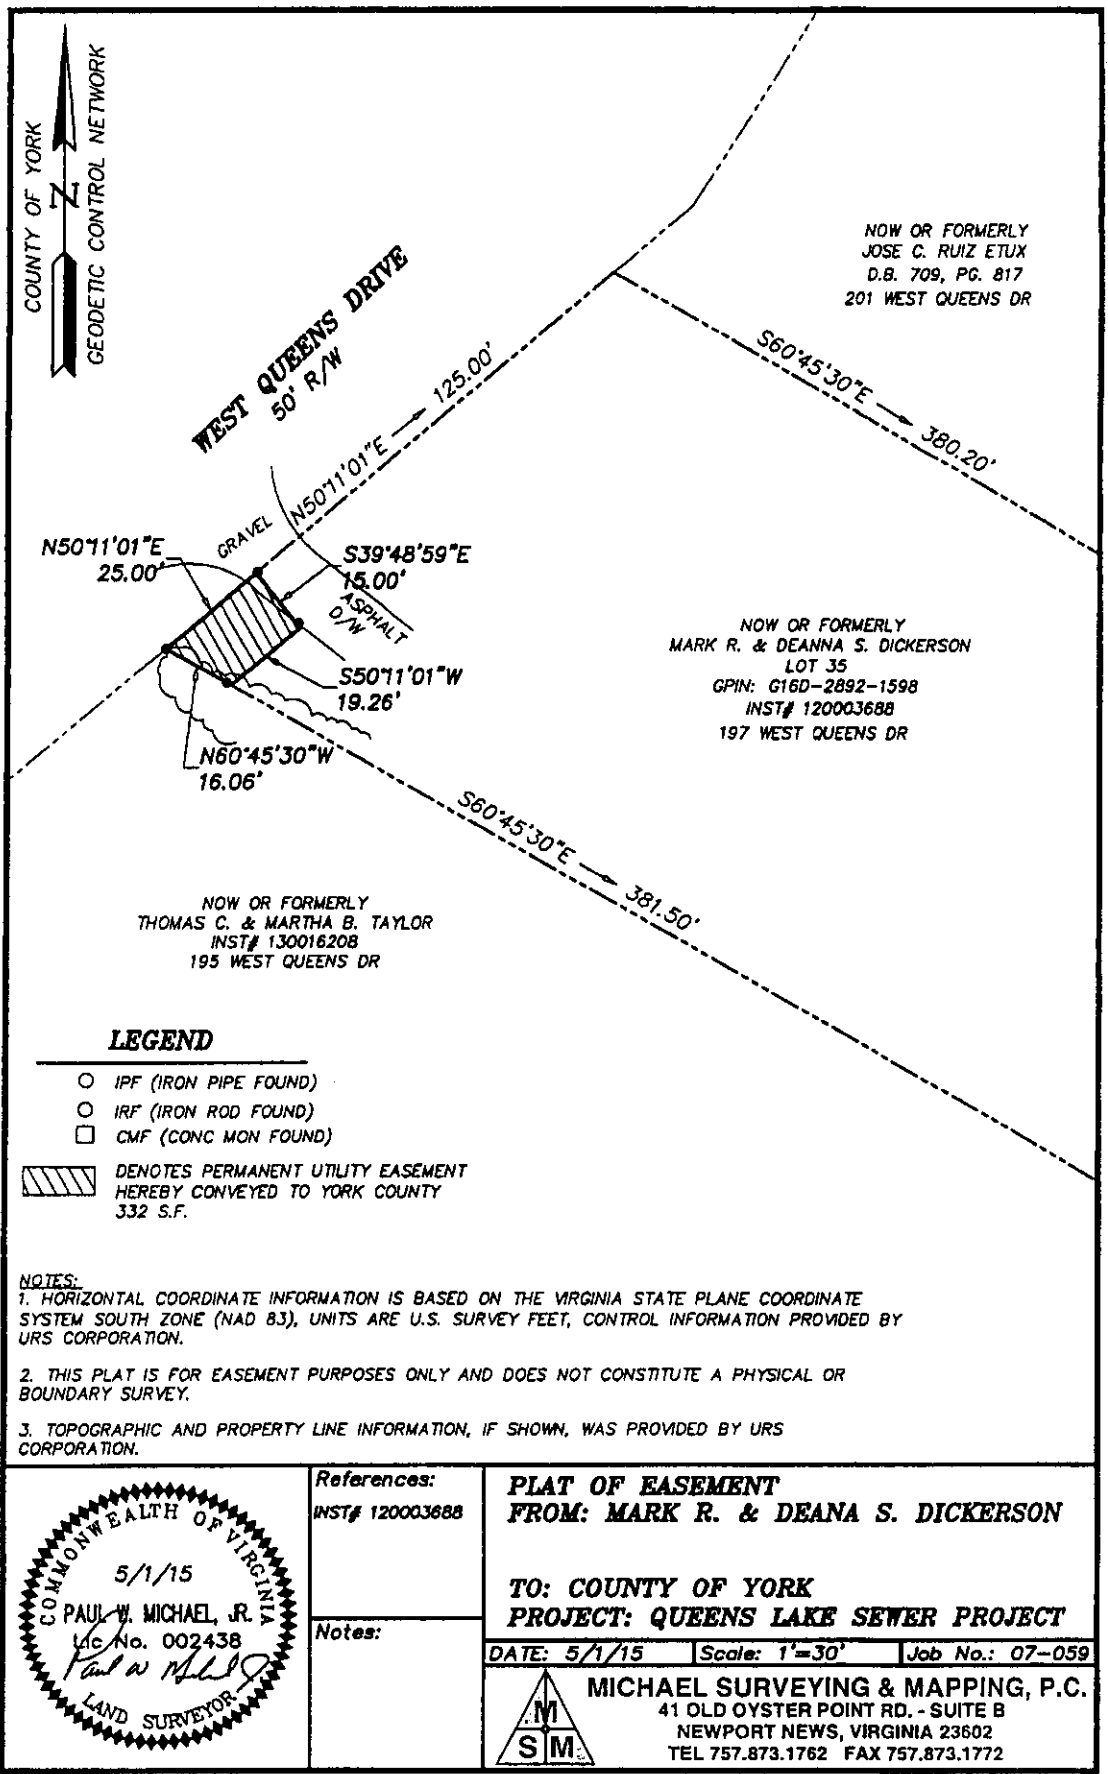 COUNTY OF YORK
GEODETIC CONTROL NETWORK
N
NOW OR FORMERLY
JOSE C. RUIZ ETUX
D.B. 709, PG. 817
201 WEST QUEENS DR
WEST QUEENS DRIVE
50' R/W
N50°11'01"E 125.00'
S60°45'30"E 380.20'
GRAVEL
N50°11'01"E
25.00'
S39°48'59"E
15.00'
ASPHALT
D/W
S50°11'01"W
19.26'
N60°45'30"W
16.06'
NOW OR FORMERLY
MARK R. & DEANNA S. DICKERSON
LOT 35
GPIN: G16D-2892-1598
INST# 120003688
197 WEST QUEENS DR
S60°45'30"E 381.50'
NOW OR FORMERLY
THOMAS C. & MARTHA B. TAYLOR
INST# 130016208
195 WEST QUEENS DR
LEGEND
IPF (IRON PIPE FOUND)
IRF (IRON ROD FOUND)
CMF (CONC MON FOUND)
DENOTES PERMANENT UTILITY EASEMENT
HEREBY CONVEYED TO YORK COUNTY
332 S.F.
NOTES:
1. HORIZONTAL COORDINATE INFORMATION IS BASED ON THE VIRGINIA STATE PLANE COORDINATE
SYSTEM SOUTH ZONE (NAD 83), UNITS ARE U.S. SURVEY FEET, CONTROL INFORMATION PROVIDED BY
URS CORPORATION.
2. THIS PLAT IS FOR EASEMENT PURPOSES ONLY AND DOES NOT CONSTITUTE A PHYSICAL OR
BOUNDARY SURVEY.
3. TOPOGRAPHIC AND PROPERTY LINE INFORMATION, IF SHOWN, WAS PROVIDED BY URS
CORPORATION.
COMMONWEALTH OF VIRGINIA
5/1/15
PAUL W. MICHAEL, JR.
Lic No. 002438
Paul W Michael Jr
LAND SURVEYOR
References:
INST# 120003688
Notes:
PLAT OF EASEMENT
FROM: MARK R. & DEANA S. DICKERSON
TO: COUNTY OF YORK
PROJECT: QUEENS LAKE SEWER PROJECT
DATE: 5/1/15 Scale: 1'=30' Job No.: 07-059
M
S M
MICHAEL SURVEYING & MAPPING, P.C.
41 OLD OYSTER POINT RD. - SUITE B
NEWPORT NEWS, VIRGINIA 23602
TEL 757.873.1762 FAX 757.873.1772